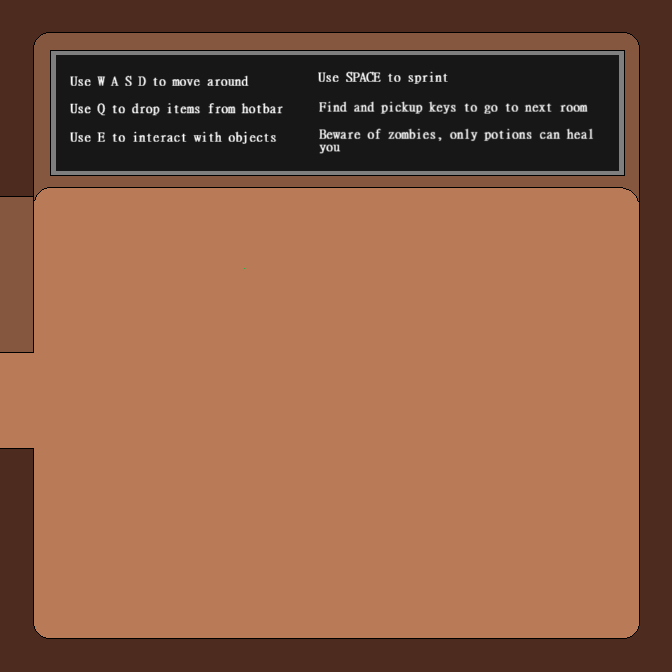 Use W A S D to move around
Use Q to drop items from hotbar
Use E to interact with objects
Use SPACE to sprint
Find and pickup keys to go to next room
Beware of zombies, only potions can heal
you